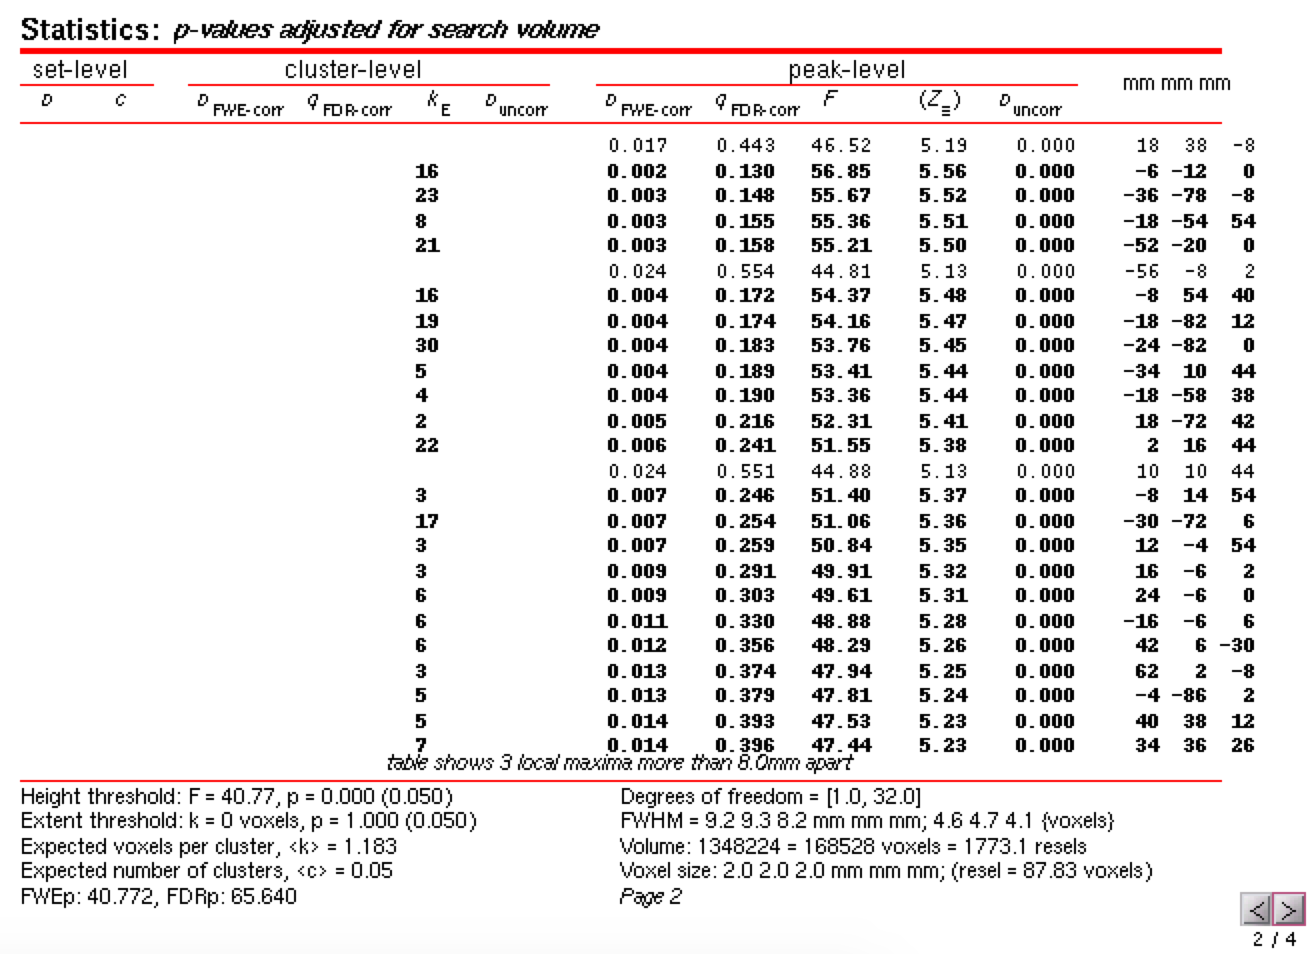 Statistics: p-values adjusted for search volume
set-level cluster-level peak-level mm mm mm
p c p FWE-corr q FDR-corr k E p uncorr p FWE-corr q FDR-corr F (Z≡) p uncorr
0.017 0.443 46.52 5.19 0.000 18 38 -8
16 0.002 0.130 56.85 5.56 0.000 -6 -12 0
23 0.003 0.148 55.67 5.52 0.000 -36 -78 -8
8 0.003 0.155 55.36 5.51 0.000 -18 -54 54
21 0.003 0.158 55.21 5.50 0.000 -52 -20 0
0.024 0.554 44.81 5.13 0.000 -56 -8 2
16 0.004 0.172 54.37 5.48 0.000 -8 54 40
19 0.004 0.174 54.16 5.47 0.000 -18 -82 12
30 0.004 0.183 53.76 5.45 0.000 -24 -82 0
5 0.004 0.189 53.41 5.44 0.000 -34 10 44
4 0.004 0.190 53.36 5.44 0.000 -18 -58 38
2 0.005 0.216 52.31 5.41 0.000 18 -72 42
22 0.006 0.241 51.55 5.38 0.000 2 16 44
0.024 0.551 44.88 5.13 0.000 10 10 44
3 0.007 0.246 51.40 5.37 0.000 -8 14 54
17 0.007 0.254 51.06 5.36 0.000 -30 -72 6
3 0.007 0.259 50.84 5.35 0.000 12 -4 54
3 0.009 0.291 49.91 5.32 0.000 16 -6 2
6 0.009 0.303 49.61 5.31 0.000 24 -6 0
6 0.011 0.330 48.88 5.28 0.000 -16 -6 6
6 0.012 0.356 48.29 5.26 0.000 42 6 -30
3 0.013 0.374 47.94 5.25 0.000 62 2 -8
5 0.013 0.379 47.81 5.24 0.000 -4 -86 2
5 0.014 0.393 47.53 5.23 0.000 40 38 12
7 0.014 0.396 47.44 5.23 0.000 34 36 26
table shows 3 local maxima more than 8.0mm apart
Height threshold: F = 40.77, p = 0.000 (0.050) Degrees of freedom = [1.0, 32.0]
Extent threshold: k = 0 voxels, p = 1.000 (0.050) FWHM = 9.2 9.3 8.2 mm mm mm; 4.6 4.7 4.1 {voxels}
Expected voxels per cluster, <k> = 1.183 Volume: 1348224 = 168528 voxels = 1773.1 resels
Expected number of clusters, <c> = 0.05 Voxel size: 2.0 2.0 2.0 mm mm mm; (resel = 87.83 voxels)
FWEp: 40.772, FDRp: 65.640 Page 2
< >
2 / 4